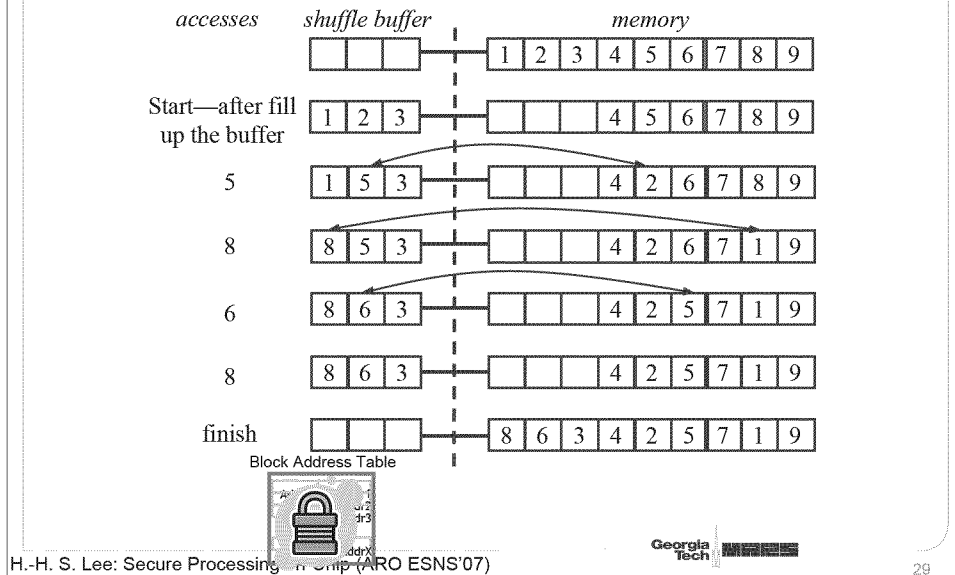 accesses shuffle buffer memory
1 2 3 4 5 6 7 8 9
Start—after fill
up the buffer
1 2 3 4 5 6 7 8 9
5 1 5 3 4 2 6 7 8 9
8 8 5 3 4 2 6 7 1 9
6 8 6 3 4 2 5 7 1 9
8 8 6 3 4 2 5 7 1 9
finish 8 6 3 4 2 5 7 1 9
Block Address Table
ddrX
Georgia
Tech
H.-H. S. Lee: Secure Processing (ARO ESNS'07)
29